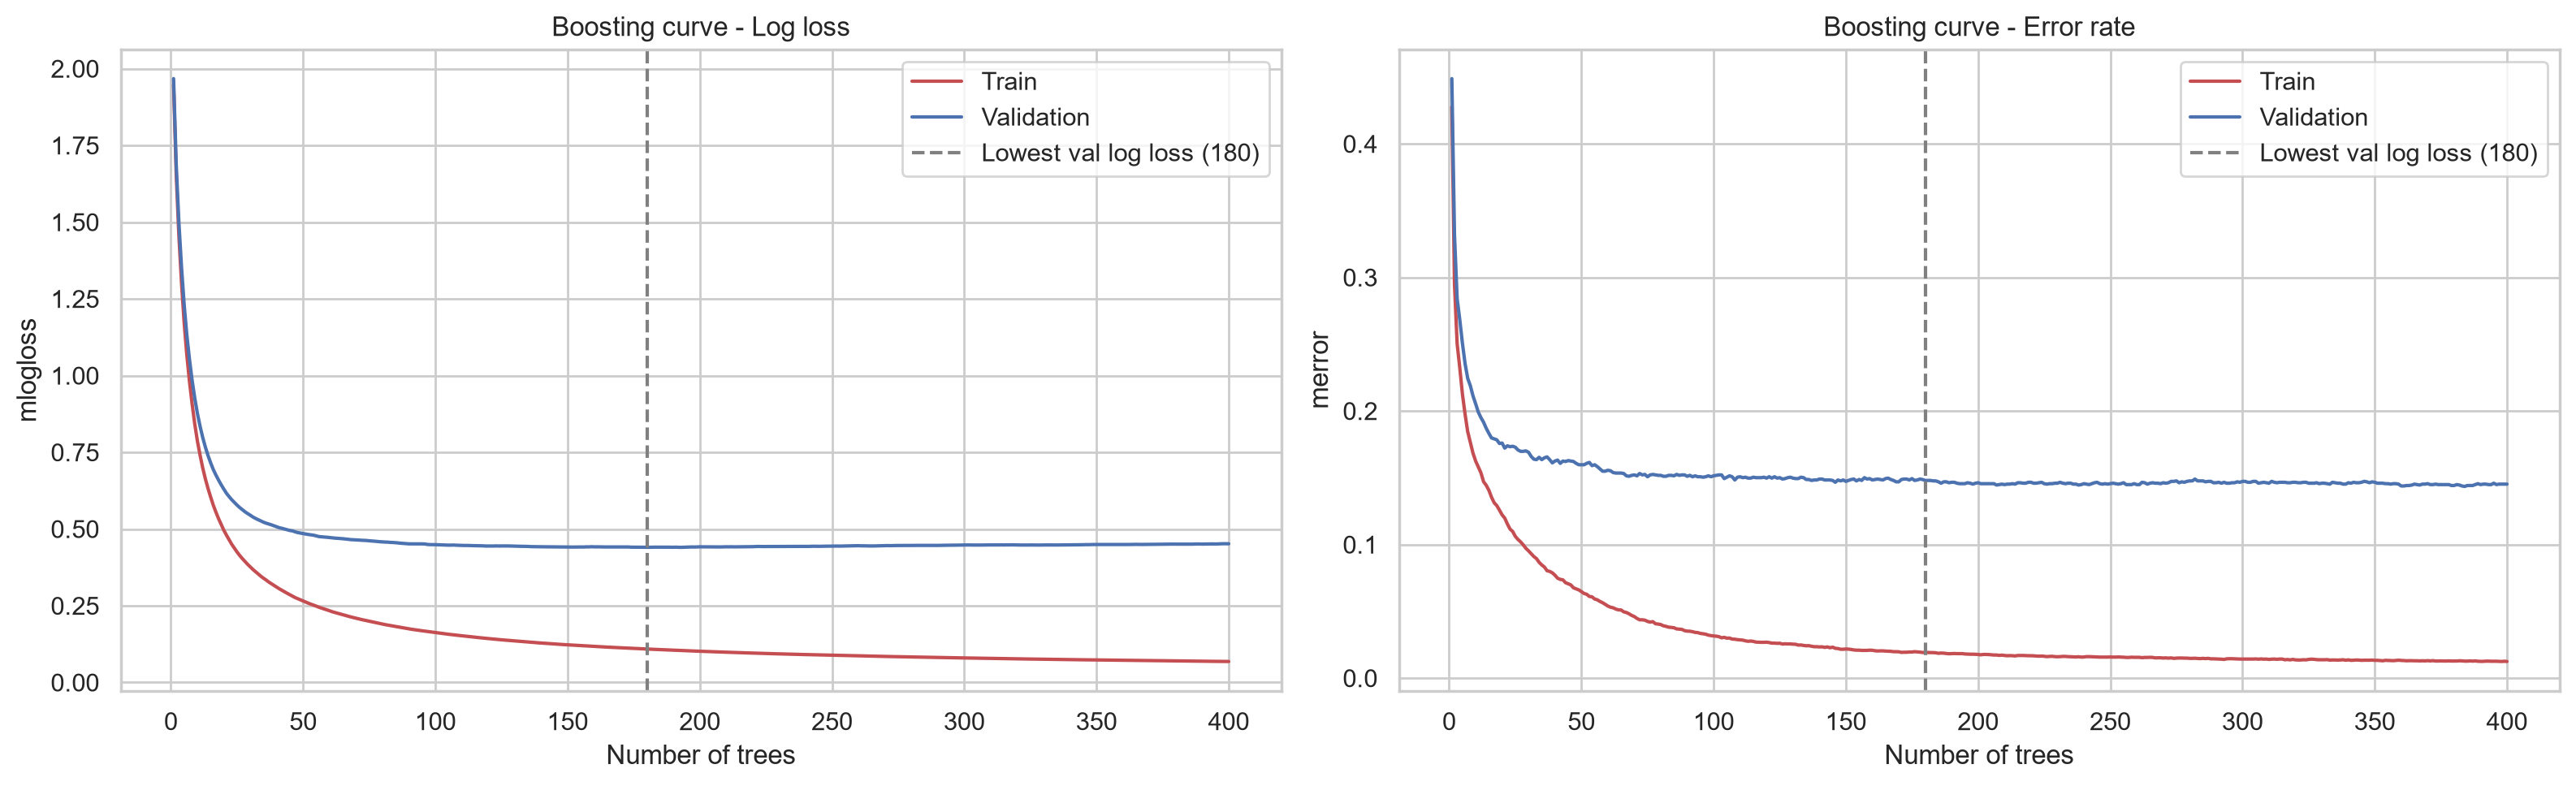 Boosting curve - Log loss
mlogloss
2.00
1.75
1.50
1.25
1.00
0.75
0.50
0.25
0.00
Train
Validation
Lowest val log loss (180)
0 50 100 150 200 250 300 350 400
Number of trees
Boosting curve - Error rate
merror
0.4
0.3
0.2
0.1
0.0
Train
Validation
Lowest val log loss (180)
0 50 100 150 200 250 300 350 400
Number of trees